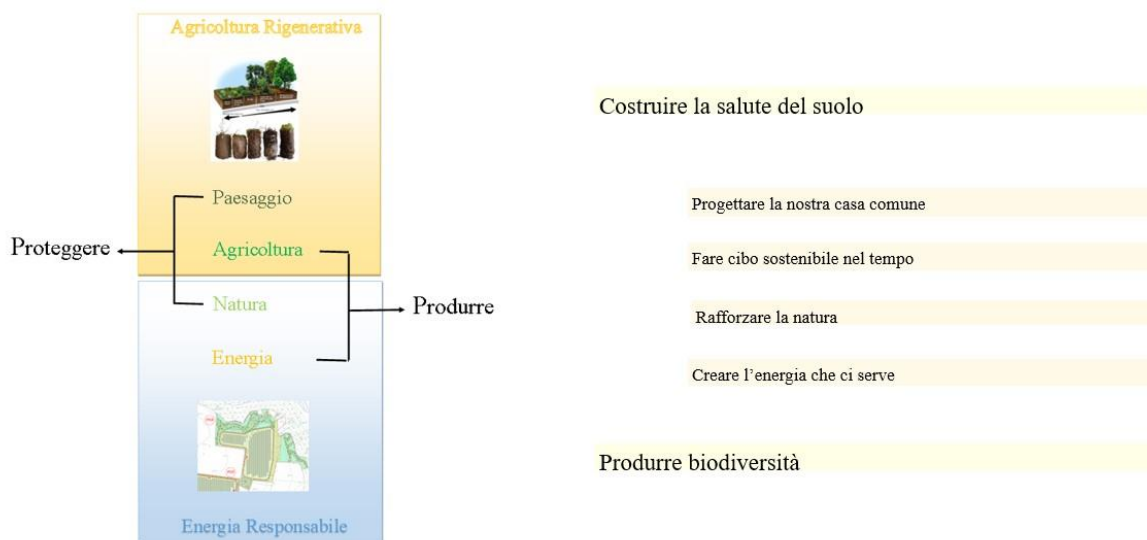 Agricoltura Rigenerativa
Paesaggio
Proteggere
Agricoltura
Natura
Produrre
Energia
Energia Responsabile
Costruire la salute del suolo
Progettare la nostra casa comune
Fare cibo sostenibile nel tempo
Rafforzare la natura
Creare l’energia che ci serve
Produrre biodiversità